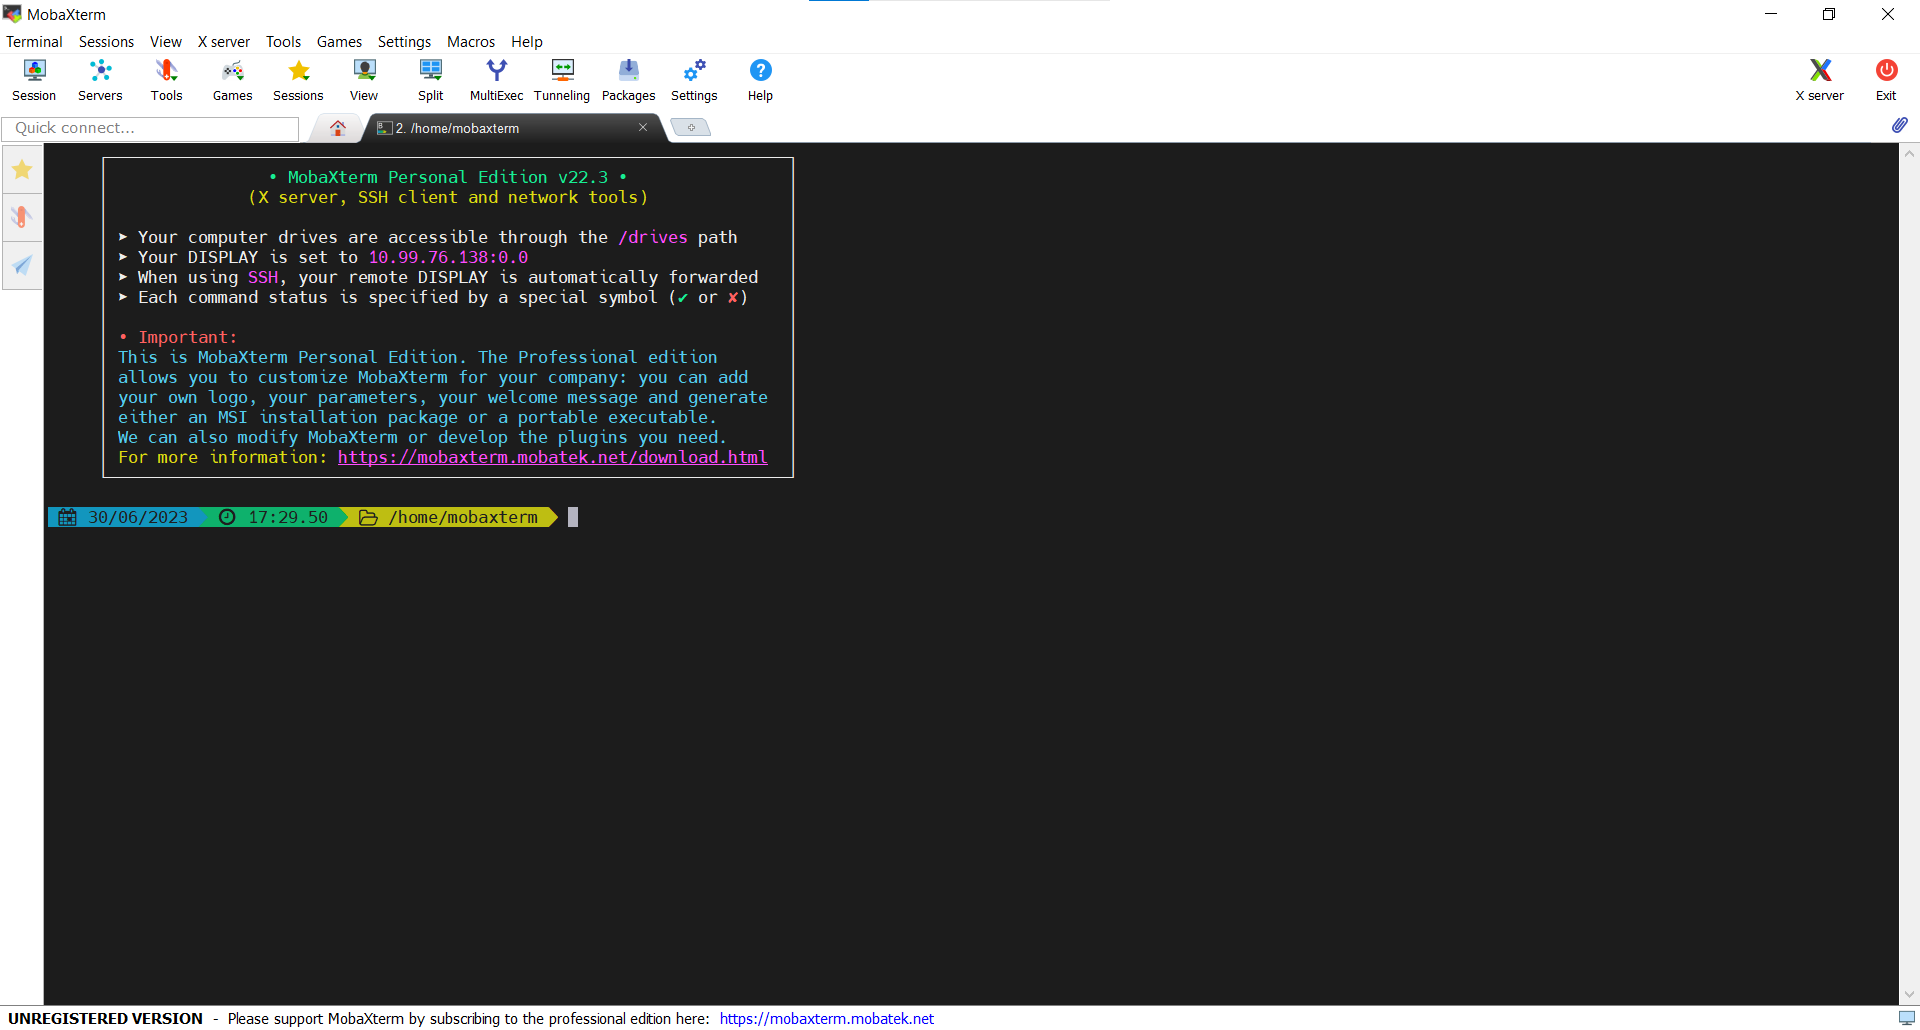 MobaXterm
Terminal Sessions View X server Tools Games Settings Macros Help
Session Servers Tools Games Sessions View Split MultiExec Tunneling Packages Settings Help X server Exit
Quick connect...
2. /home/mobaxterm
• MobaXterm Personal Edition v22.3 •
(X server, SSH client and network tools)
➤ Your computer drives are accessible through the /drives path
➤ Your DISPLAY is set to 10.99.76.138:0.0
➤ When using SSH, your remote DISPLAY is automatically forwarded
➤ Each command status is specified by a special symbol (✔ or ✘)
• Important:
This is MobaXterm Personal Edition. The Professional edition
allows you to customize MobaXterm for your company: you can add
your own logo, your parameters, your welcome message and generate
either an MSI installation package or a portable executable.
We can also modify MobaXterm or develop the plugins you need.
For more information: https://mobaxterm.mobatek.net/download.html
30/06/2023 17:29.50 /home/mobaxterm
UNREGISTERED VERSION - Please support MobaXterm by subscribing to the professional edition here: https://mobaxterm.mobatek.net